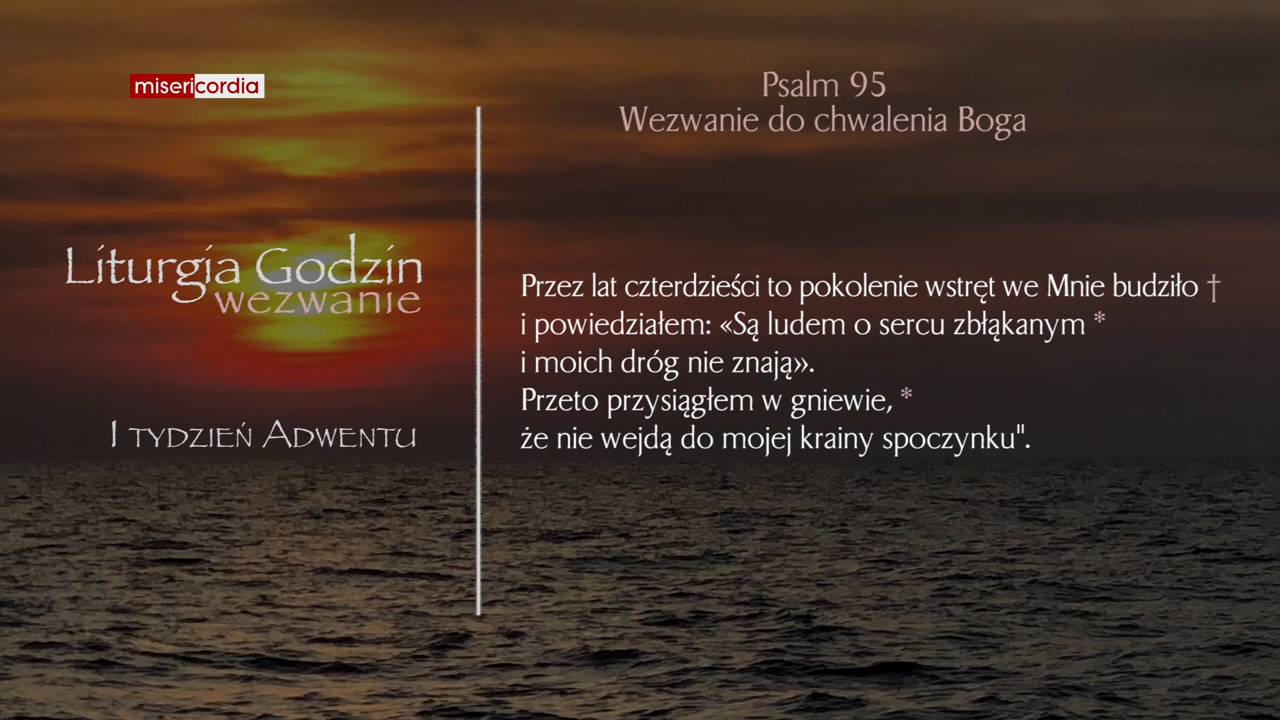 misericordia
Psalm 95
Wezwanie do chwalenia Boga
Liturgia Godzin
wezwanie
I tydzień Adwentu
Przez lat czterdzieści to pokolenie wstręt we Mnie budziło †
i powiedziałem: «Są ludem o sercu zbłąkanym *
i moich dróg nie znają».
Przeto przysiągłem w gniewie, *
że nie wejdą do mojej krainy spoczynku".